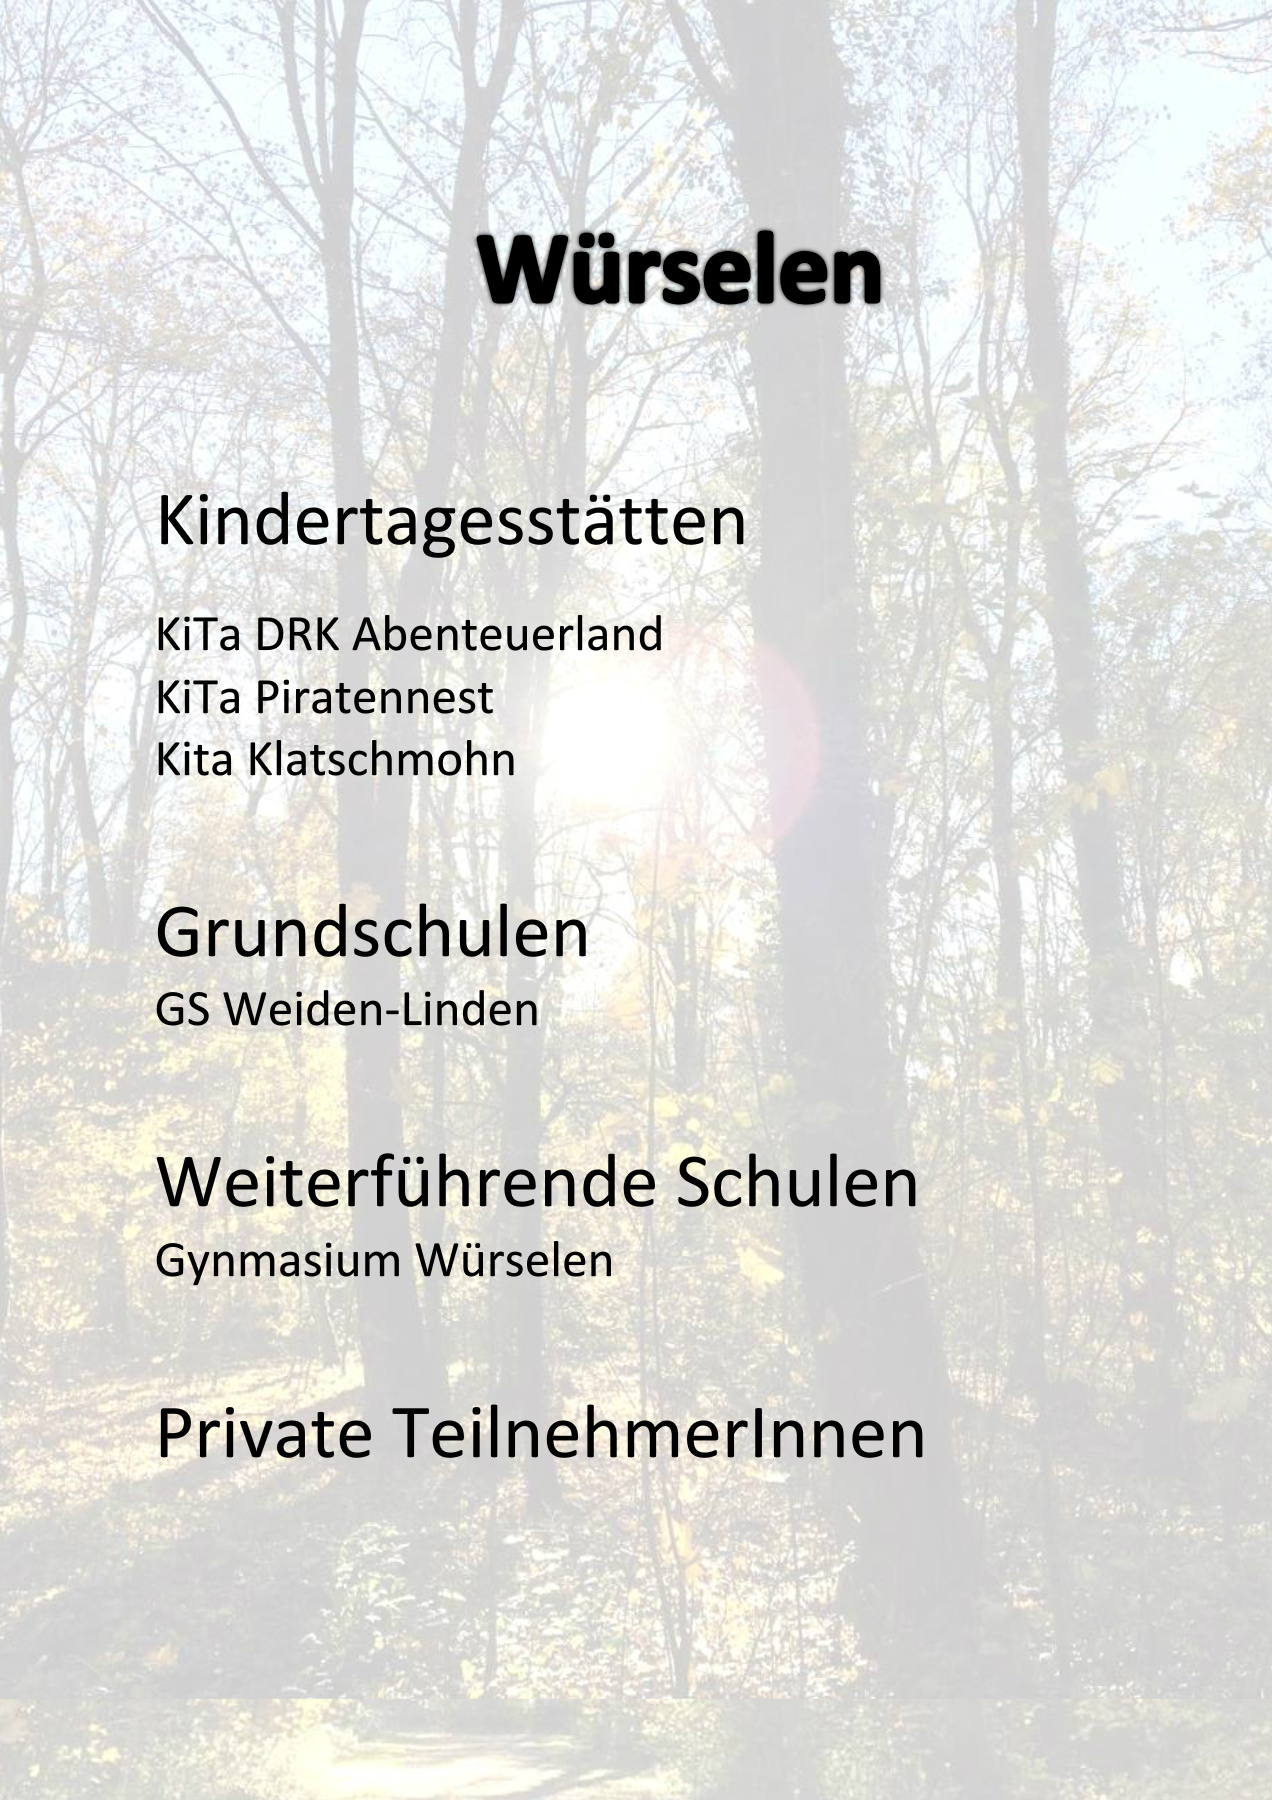 Würselen
Kindertagesstätten
KiTa DRK Abenteuerland
KiTa Piratennest
Kita Klatschmohn
Grundschulen
GS Weiden-Linden
Weiterführende Schulen
Gynmasium Würselen
Private TeilnehmerInnen